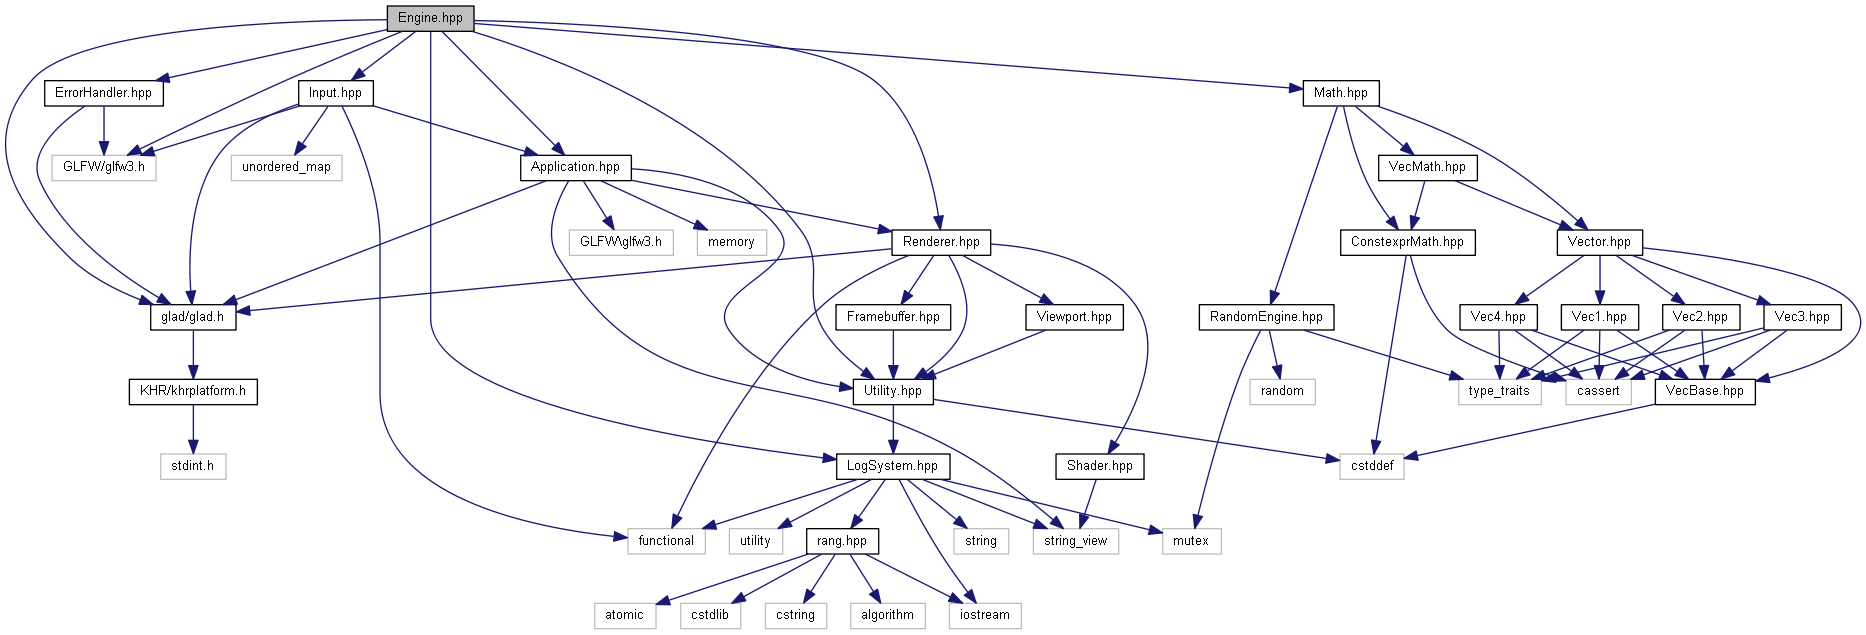 Engine.hpp
ErrorHandler.hpp
Input.hpp
Math.hpp
GLFW/glfw3.h
unordered_map
Application.hpp
VecMath.hpp
GLFW\glfw3.h
memory
Renderer.hpp
ConstexprMath.hpp
Vector.hpp
glad/glad.h
Framebuffer.hpp
Viewport.hpp
RandomEngine.hpp
Vec4.hpp
Vec1.hpp
Vec2.hpp
Vec3.hpp
KHR/khrplatform.h
Utility.hpp
random
type_traits
cassert
VecBase.hpp
stdint.h
LogSystem.hpp
Shader.hpp
cstddef
functional
utility
rang.hpp
string
string_view
mutex
atomic
cstdlib
cstring
algorithm
iostream